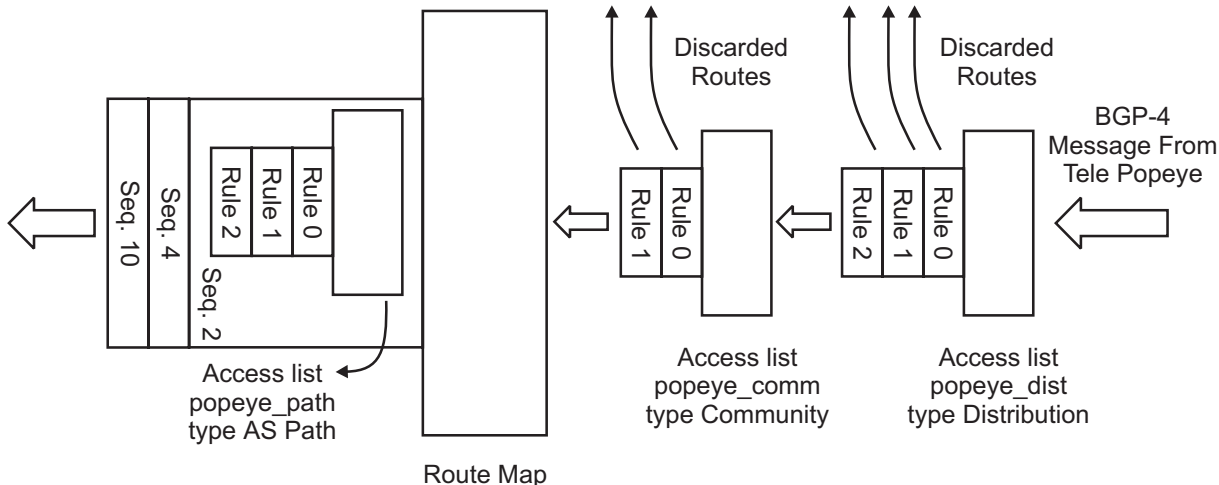 Discarded
Routes
Discarded
Routes
BGP-4
Message From
Tele Popeye
Seq. 10
Seq. 4
Seq. 2
Rule 2
Rule 1
Rule 0
Rule 1
Rule 0
Rule 2
Rule 1
Rule 0
Access list
popeye_path
type AS Path
Access list
popeye_comm
type Community
Access list
popeye_dist
type Distribution
Route Map